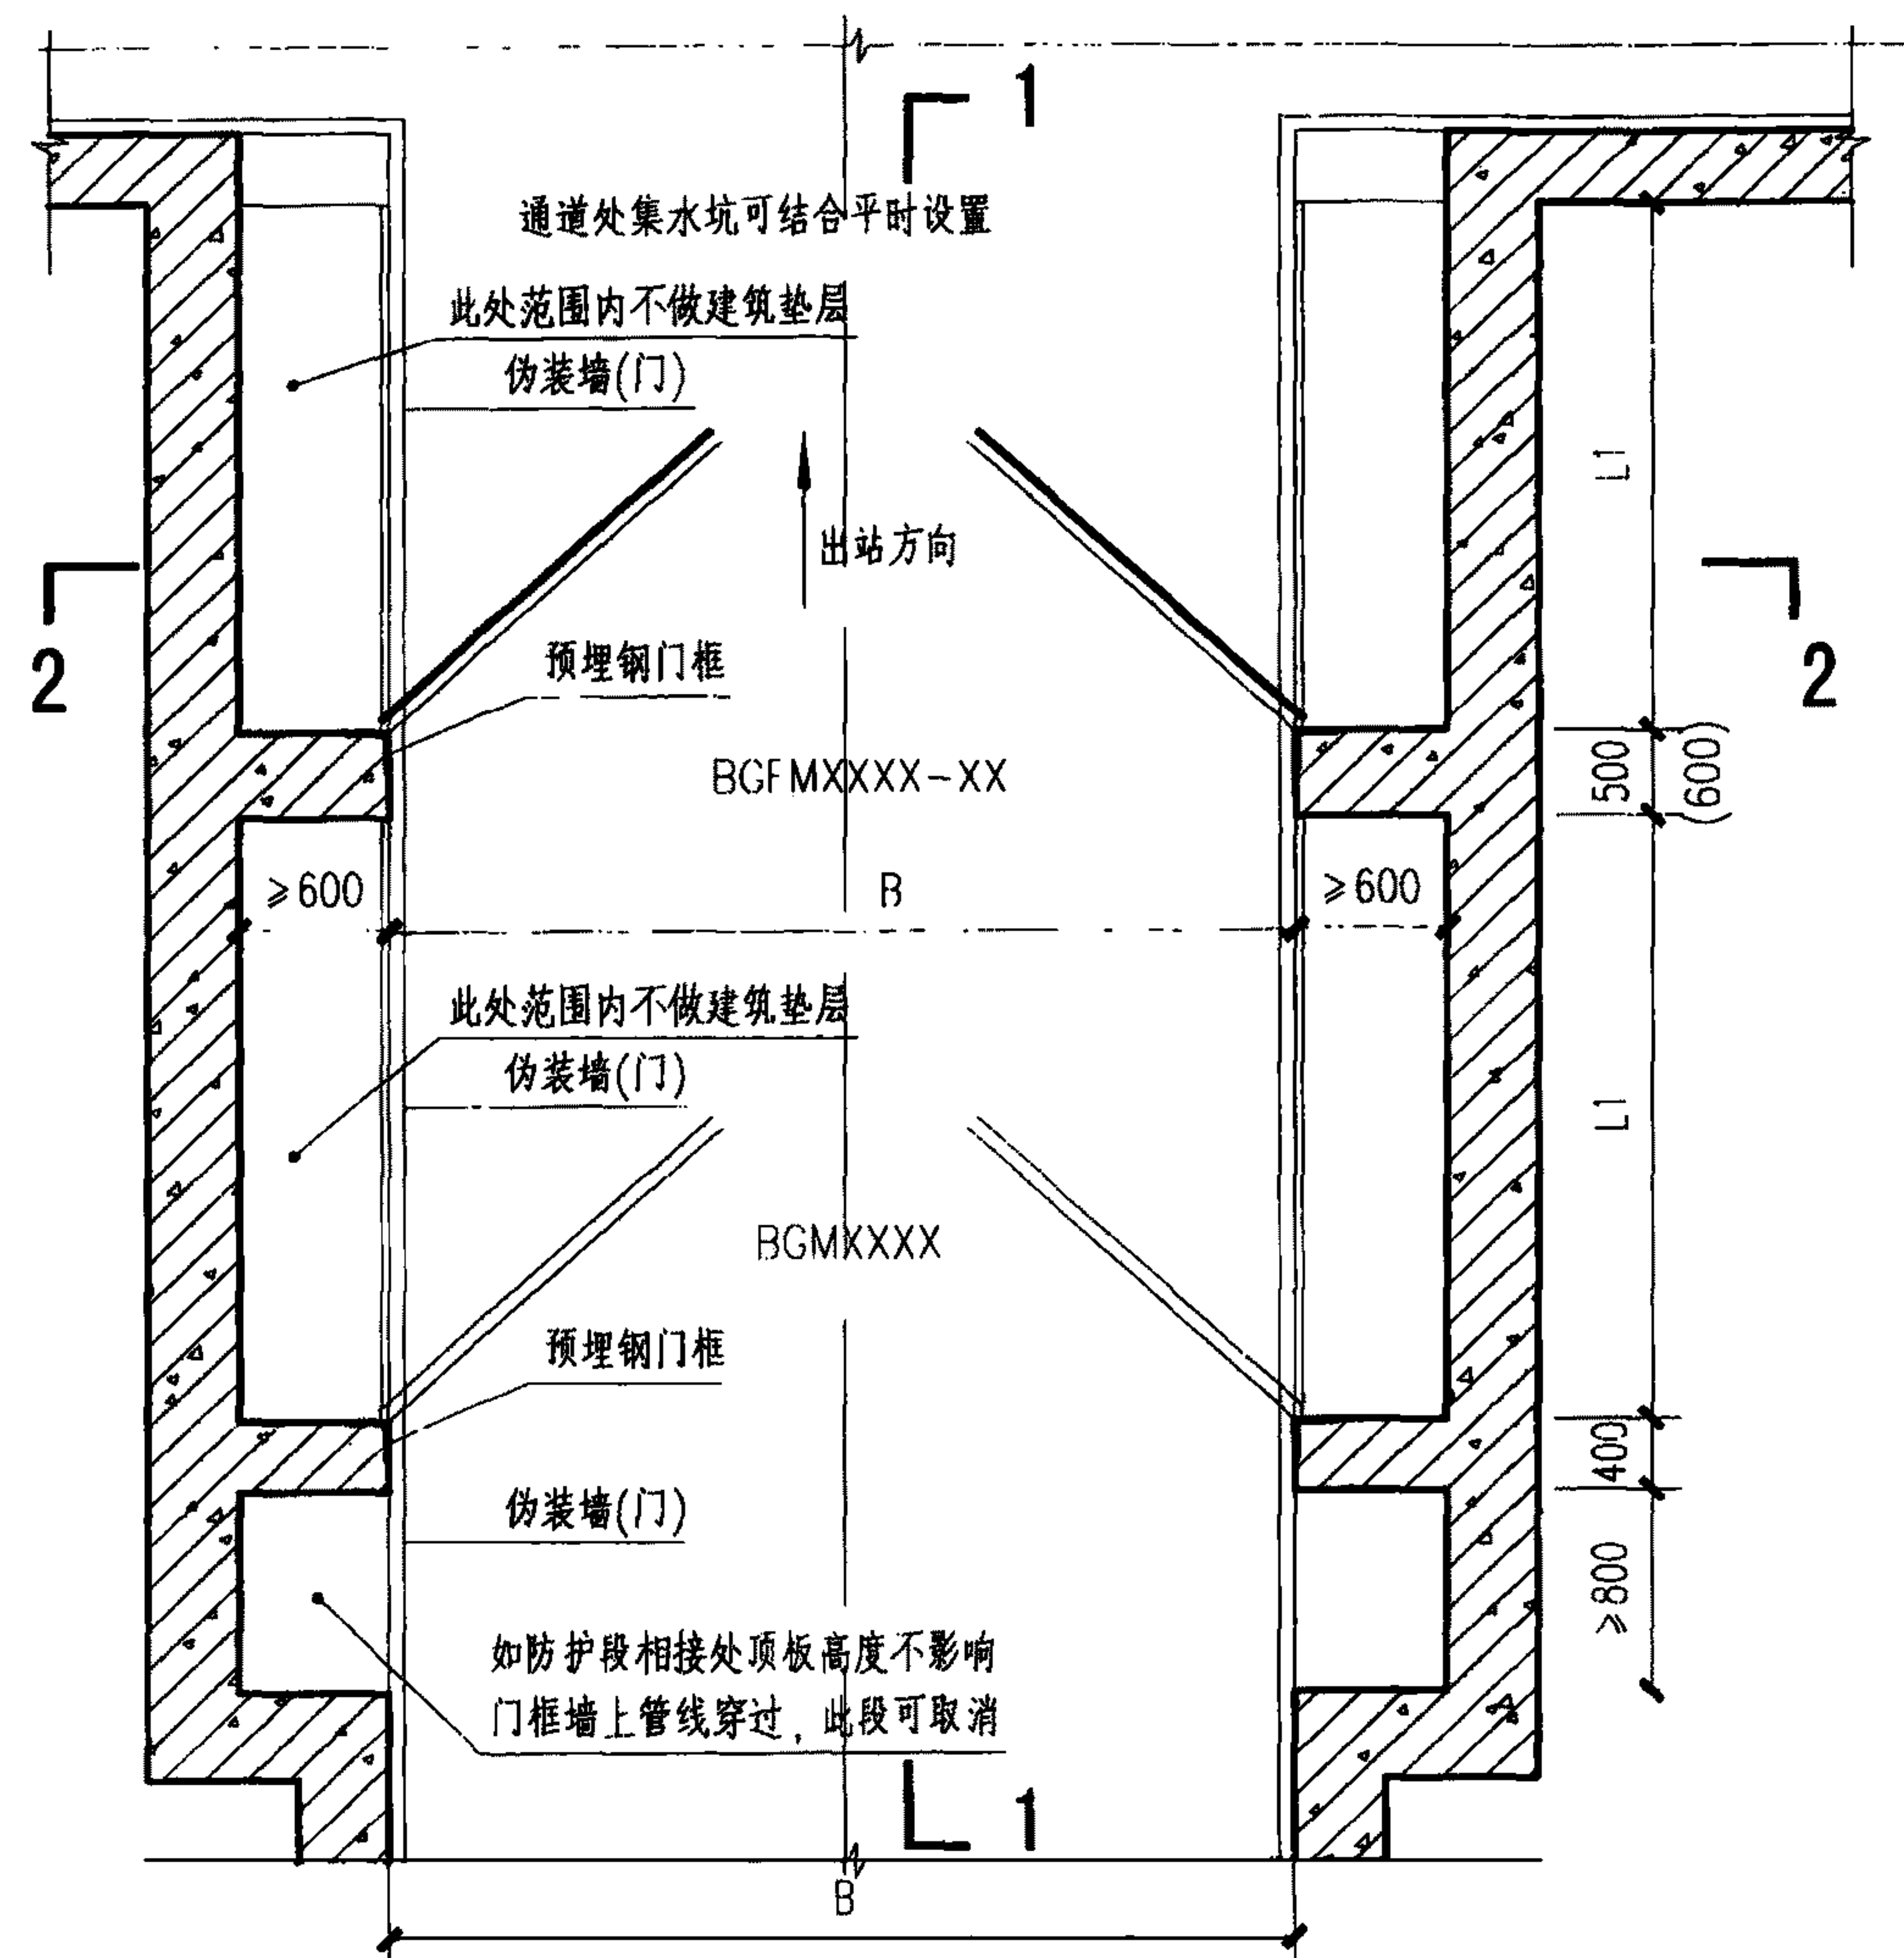 1
通道处集水坑可结合平时设置
此处范围内不做建筑垫层
伪装墙(门)
L1
出站方向
2
2
预埋钢门框
500
(600)
BGFMXXXX-XX
≥600
B
≥600
此处范围内不做建筑垫层
伪装墙(门)
L1
BGMXXXX
预埋钢门框
400
伪装墙(门)
≥800
如防护段相接处顶板高度不影响
门框墙上管线穿过，此段可取消
1
B